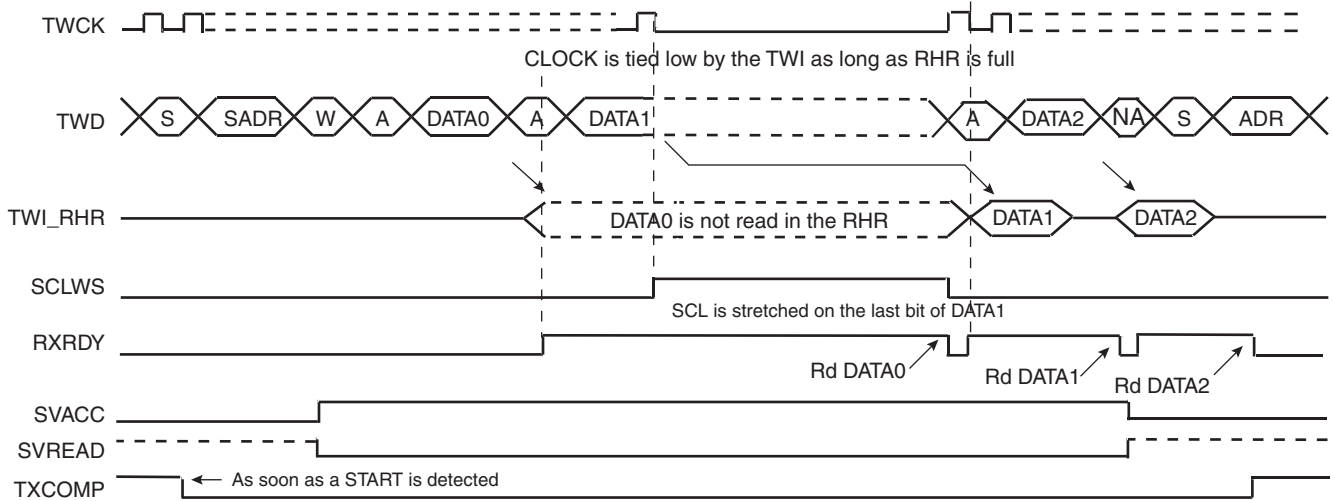 TWCK
CLOCK is tied low by the TWI as long as RHR is full
TWD S SADR W A DATA0 A DATA1 A DATA2 NA S ADR
TWI_RHR DATA0 is not read in the RHR DATA1 DATA2
SCLWS
SCL is stretched on the last bit of DATA1
RXRDY
Rd DATA0 Rd DATA1 Rd DATA2
SVACC
SVREAD
TXCOMP As soon as a START is detected